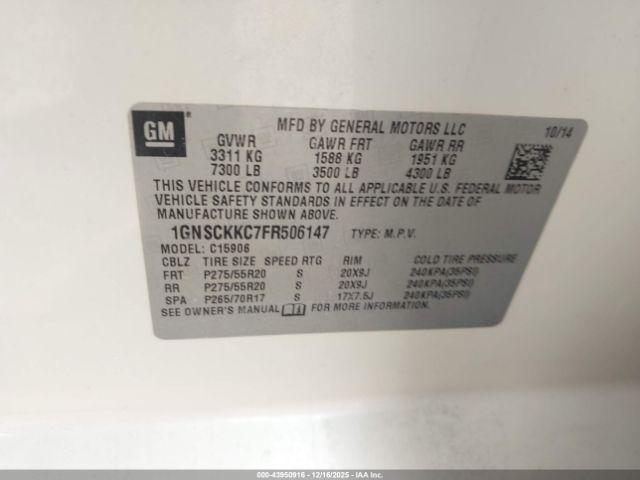 GM
MFD BY GENERAL MOTORS LLC 10/14
GVWR GAWR FRT GAWR RR
3311 KG 1588 KG 1951 KG
7300 LB 3500 LB 4300 LB
THIS VEHICLE CONFORMS TO ALL APPLICABLE U.S. FEDERAL MOTOR
VEHICLE SAFETY STANDARDS IN EFFECT ON THE DATE OF
MANUFACTURE SHOWN ABOVE.
1GNSCKKC7FR506147 TYPE: M.P.V.
MODEL: C15906
CBLZ TIRE SIZE SPEED RTG RIM COLD TIRE PRESSURE
FRT P275/55R20 S 20X9J 240KPA(35PSI)
RR P275/55R20 S 20X9J 240KPA(35PSI)
SPA P265/70R17 S 17X7.5J 240KPA(35PSI)
SEE OWNER'S MANUAL FOR MORE INFORMATION.
000-43950916 - 12/16/2025 - IAAI.COM